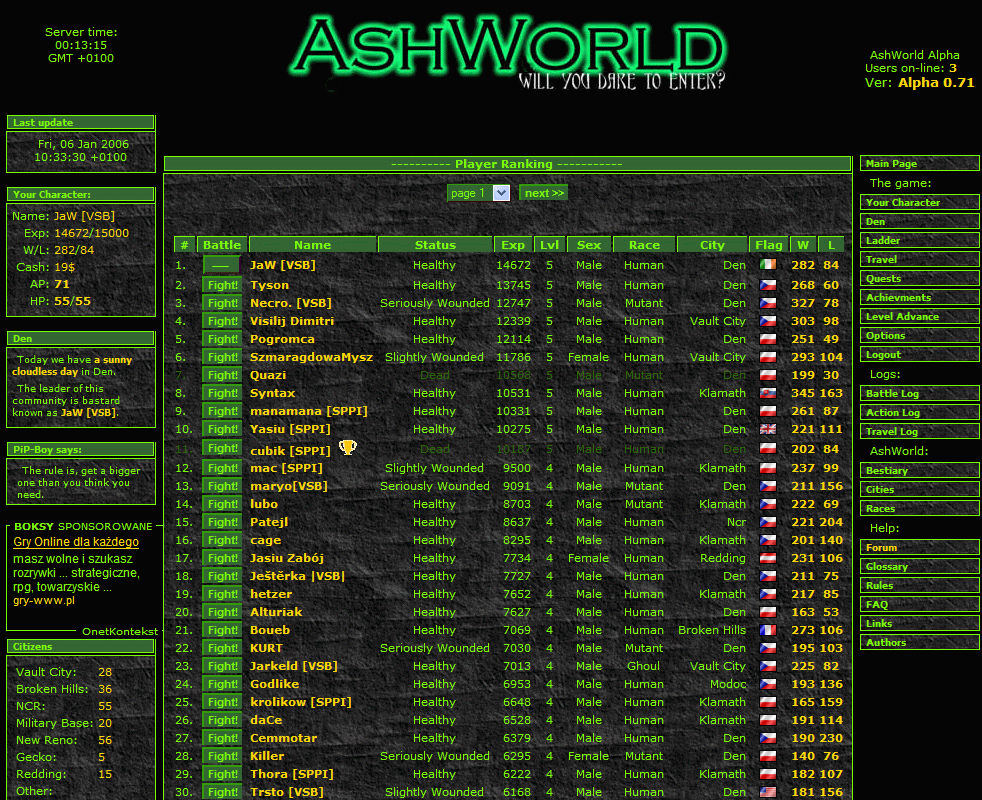 Server time:
00:13:15
GMT +0100
ASHWORLD
WILL YOU DARE TO ENTER?
AshWorld Alpha
Users on-line: 3
Ver: Alpha 0.71
Last update
Fri, 06 Jan 2006
10:33:30 +0100
Your Character:
Name: JaW [VSB]
Exp: 14672/15000
W/L: 282/84
Cash: 19$
AP: 71
HP: 55/55
Den
Today we have a sunny
cloudless day in Den.
The leader of this
community is bastard
known as JaW [VSB].
PiP-Boy says:
The rule is, get a bigger
one than you think you
need.
BOKSY SPONSOROWANE
Gry Online dla każdego
masz wolne i szukasz
rozrywki ... strategiczne,
rpg, towarzyskie ...
gry-www.pl
OnetKontekst
Citizens
Vault City: 28
Broken Hills: 36
NCR: 55
Military Base: 20
New Reno: 56
Gecko: 5
Redding: 15
Other:
---------- Player Ranking -----------
page 1 next >>
# Battle Name Status Exp Lvl Sex Race City Flag W L
1. ---- JaW [VSB] Healthy 14672 5 Male Human Den 282 84
2. Fight! Tyson Healthy 13745 5 Male Human Den 268 60
3. Fight! Necro. [VSB] Seriously Wounded 12747 5 Male Mutant Den 327 78
4. Fight! Visilij Dimitri Healthy 12339 5 Male Human Vault City 303 98
5. Fight! Pogromca Healthy 12114 5 Male Human Den 251 49
6. Fight! SzmaragdowaMysz Slightly Wounded 11786 5 Female Human Vault City 293 104
7. Fight! Quazi Dead 10568 5 Male Mutant Den 199 30
8. Fight! Syntax Healthy 10531 5 Male Human Klamath 345 163
9. Fight! manamana [SPPI] Healthy 10331 5 Male Human Den 261 87
10. Fight! Yasiu [SPPI] Healthy 10275 5 Male Human Den 221 111
11. Fight! cubik [SPPI] Dead 10187 5 Male Human Den 202 84
12. Fight! mac [SPPI] Slightly Wounded 9500 4 Male Human Klamath 237 99
13. Fight! maryo[VSB] Seriously Wounded 9091 4 Male Mutant Den 211 156
14. Fight! lubo Healthy 8703 4 Male Mutant Klamath 222 69
15. Fight! Patejl Healthy 8637 4 Male Human Ncr 221 204
16. Fight! cage Healthy 8295 4 Male Human Klamath 201 140
17. Fight! Jasiu Zabój Healthy 7734 4 Female Human Redding 231 106
18. Fight! Ještěrka |VSB| Healthy 7727 4 Male Human Den 211 75
19. Fight! hetzer Healthy 7652 4 Male Human Klamath 217 85
20. Fight! Alturiak Healthy 7627 4 Male Human Den 163 53
21. Fight! Boueb Healthy 7069 4 Male Human Broken Hills 273 106
22. Fight! KURT Seriously Wounded 7030 4 Male Mutant Den 195 103
23. Fight! Jarkeld [VSB] Healthy 7013 4 Male Ghoul Vault City 225 82
24. Fight! Godlike Healthy 6953 4 Male Human Modoc 193 136
25. Fight! krolikow [SPPI] Healthy 6648 4 Male Human Klamath 165 159
26. Fight! daCe Healthy 6528 4 Male Human Klamath 191 114
27. Fight! Cemmotar Healthy 6379 4 Male Human Den 190 230
28. Fight! Killer Seriously Wounded 6295 4 Female Mutant Den 140 76
29. Fight! Thora [SPPI] Healthy 6222 4 Male Human Klamath 182 107
30. Fight! Trsto [VSB] Slightly Wounded 6168 4 Male Human Den 181 156
Main Page
The game:
Your Character
Den
Ladder
Travel
Quests
Achievments
Level Advance
Options
Logout
Logs:
Battle Log
Action Log
Travel Log
AshWorld:
Bestiary
Cities
Races
Help:
Forum
Glossary
Rules
FAQ
Links
Authors